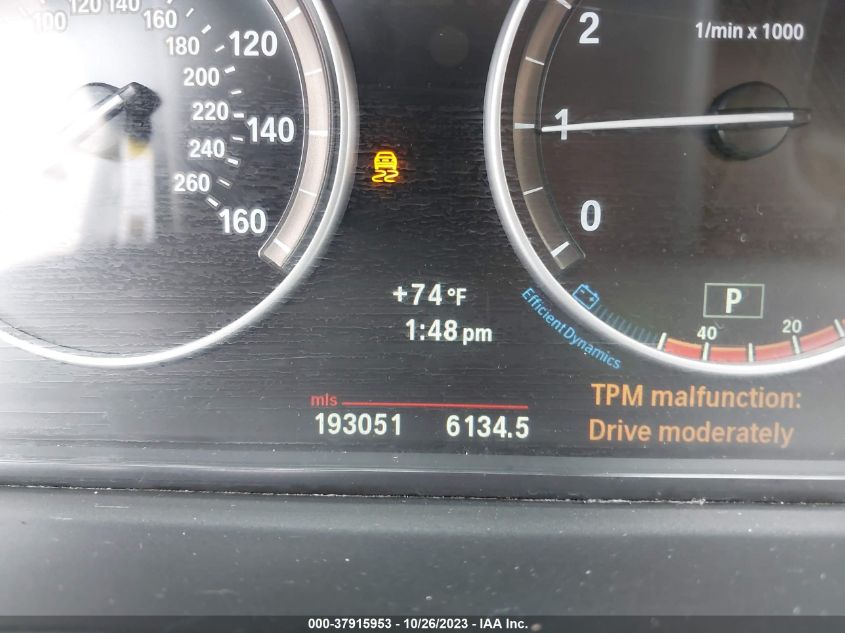 100 120 140 160
180
200
220
240
260
120
140
160
2
1
0
1/min x 1000
+74 °F
1:48 pm
Efficient Dynamics
P
40 20
mls
193051 6134.5
TPM malfunction:
Drive moderately
000-37915953 - 10/26/2023 - IAA Inc.